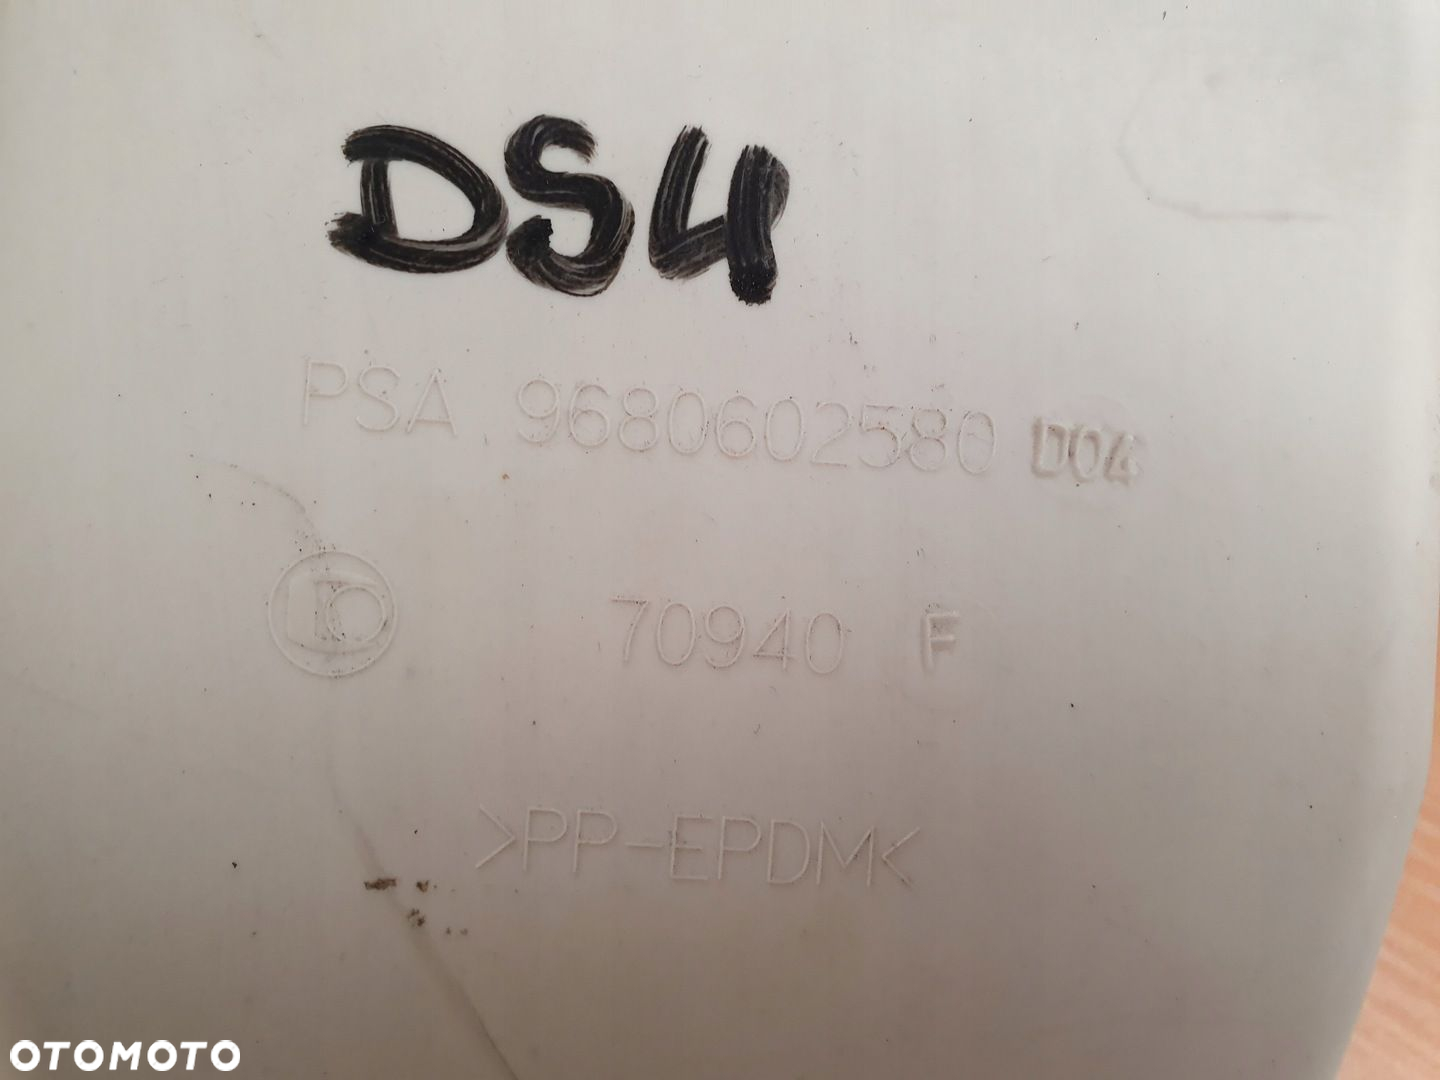 DS4
PSA 9680602580 D04
70940 F
>PP-EPDM<
OTOMOTO